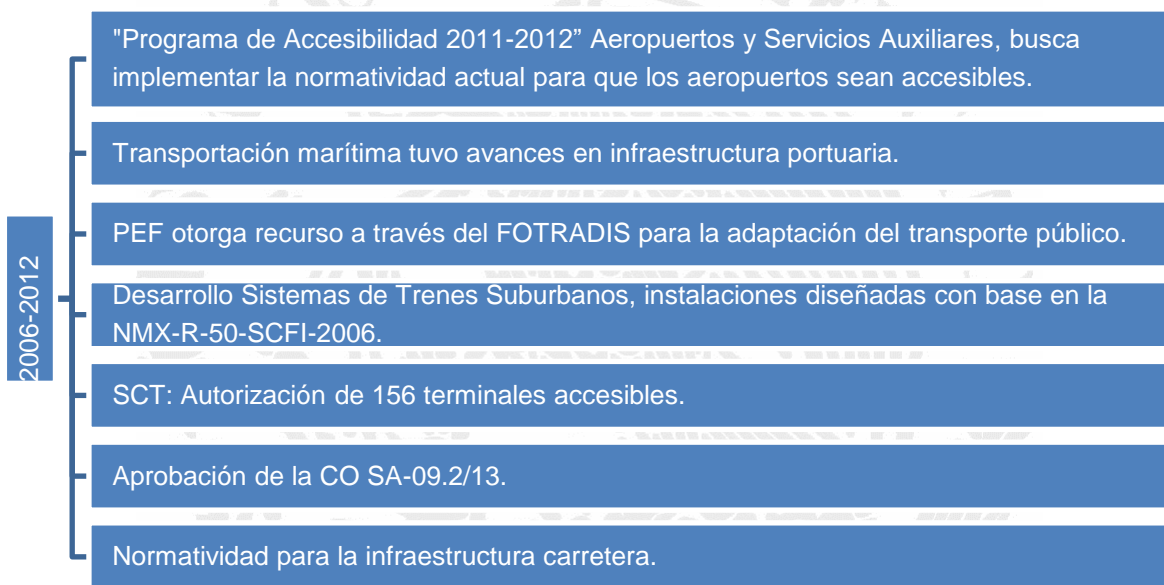 "Programa de Accesibilidad 2011-2012” Aeropuertos y Servicios Auxiliares, busca
implementar la normatividad actual para que los aeropuertos sean accesibles.
Transportación marítima tuvo avances en infraestructura portuaria.
PEF otorga recurso a través del FOTRADIS para la adaptación del transporte público.
2006-2012
Desarrollo Sistemas de Trenes Suburbanos, instalaciones diseñadas con base en la
NMX-R-50-SCFI-2006.
SCT: Autorización de 156 terminales accesibles.
Aprobación de la CO SA-09.2/13.
Normatividad para la infraestructura carretera.